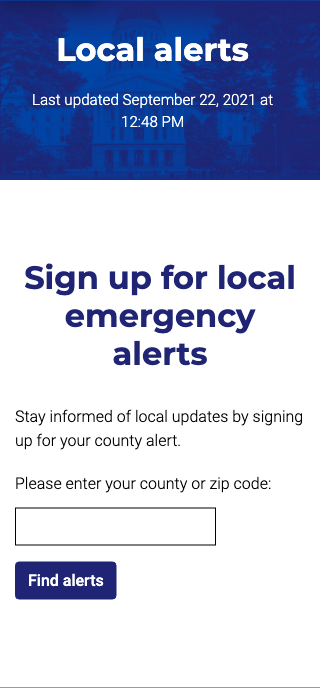 Local alerts
Last updated September 22, 2021 at
12:48 PM
Sign up for local
emergency
alerts
Stay informed of local updates by signing
up for your county alert.
Please enter your county or zip code:
Find alerts